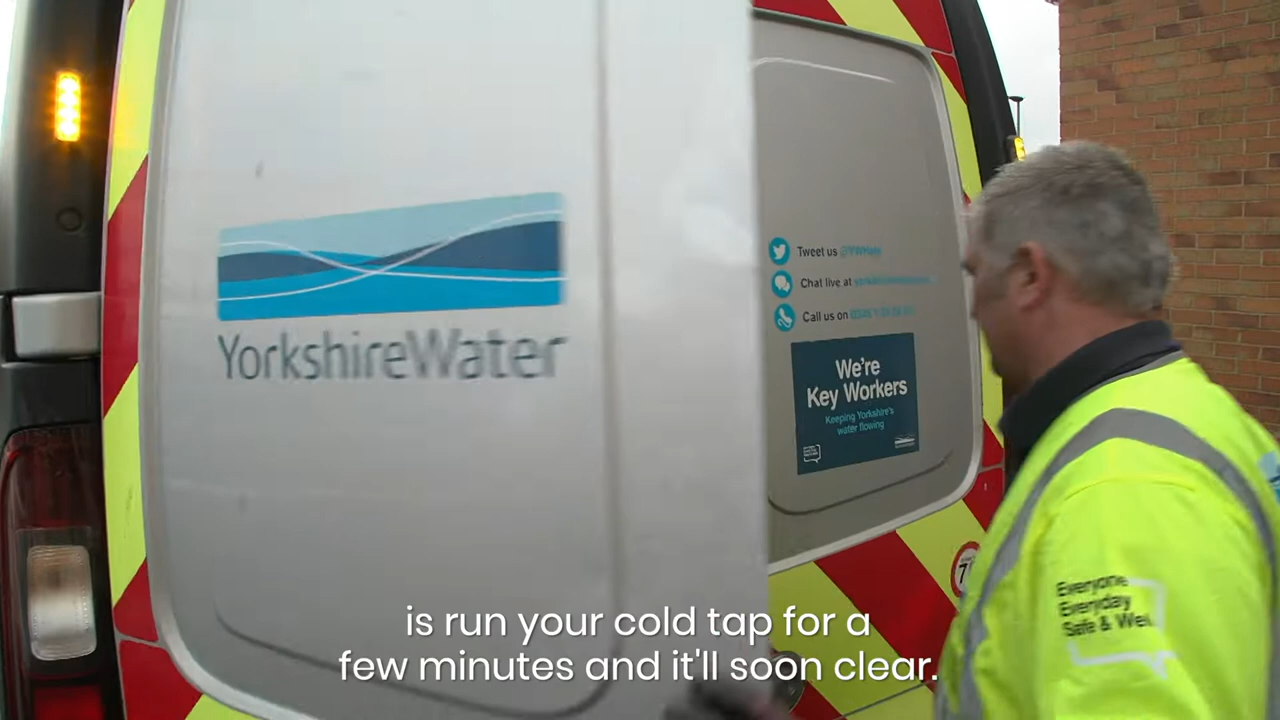 YorkshireWater
Tweet us
Chat live at
Call us on
We're
Key Workers
Keeping Yorkshire's
water flowing
Everyone
Everyday
Safe & Well
is run your cold tap for a
few minutes and it'll soon clear.